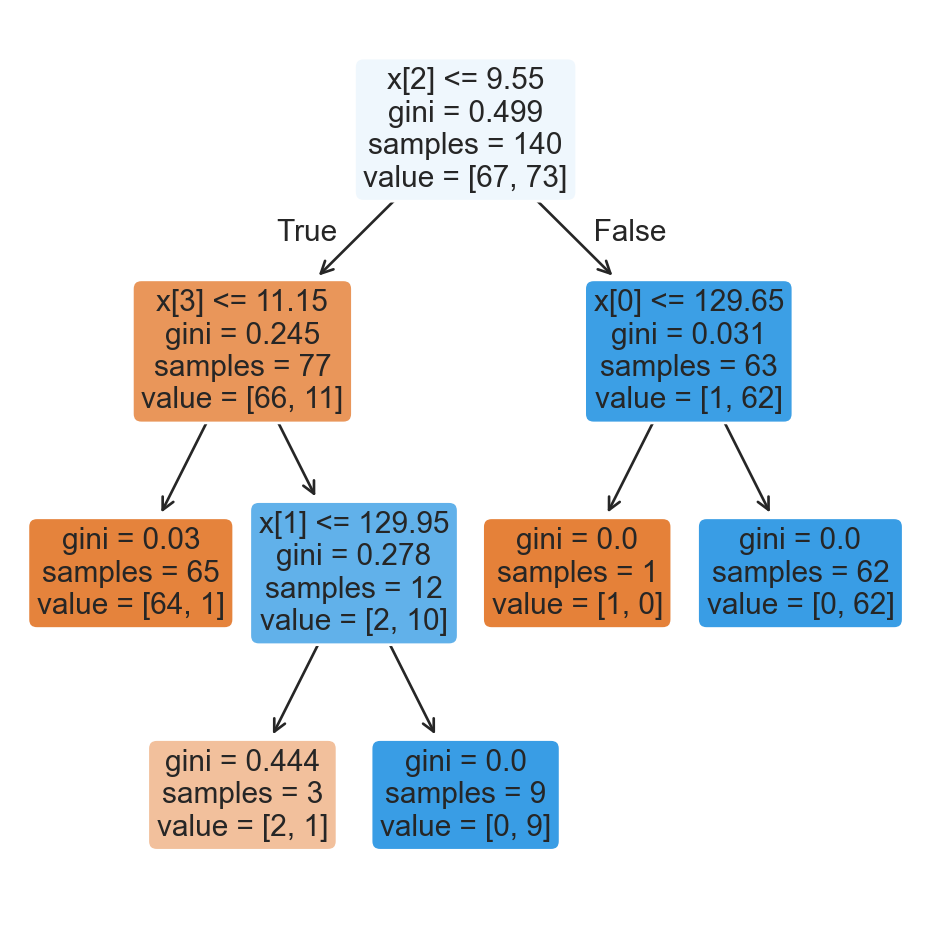 x[2] <= 9.55
gini = 0.499
samples = 140
value = [67, 73]
True
False
x[3] <= 11.15
gini = 0.245
samples = 77
value = [66, 11]
x[0] <= 129.65
gini = 0.031
samples = 63
value = [1, 62]
gini = 0.03
samples = 65
value = [64, 1]
x[1] <= 129.95
gini = 0.278
samples = 12
value = [2, 10]
gini = 0.0
samples = 1
value = [1, 0]
gini = 0.0
samples = 62
value = [0, 62]
gini = 0.444
samples = 3
value = [2, 1]
gini = 0.0
samples = 9
value = [0, 9]